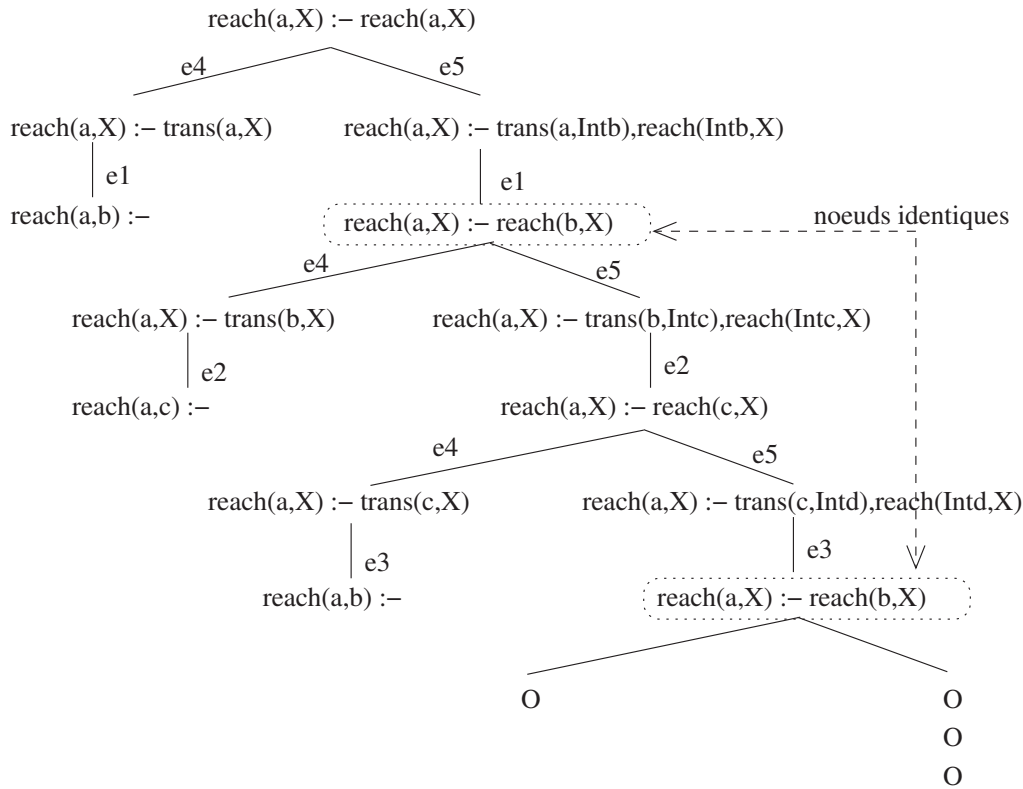 reach(a,X) :− reach(a,X)
e4 e5
reach(a,X) :− trans(a,X) reach(a,X) :− trans(a,Intb),reach(Intb,X)
e1 e1
reach(a,b) :− reach(a,X) :− reach(b,X) noeuds identiques
e4 e5
reach(a,X) :− trans(b,X) reach(a,X) :− trans(b,Intc),reach(Intc,X)
e2 e2
reach(a,c) :− reach(a,X) :− reach(c,X)
e4 e5
reach(a,X) :− trans(c,X) reach(a,X) :− trans(c,Intd),reach(Intd,X)
e3 e3
reach(a,b) :− reach(a,X) :− reach(b,X)
O O
O
O